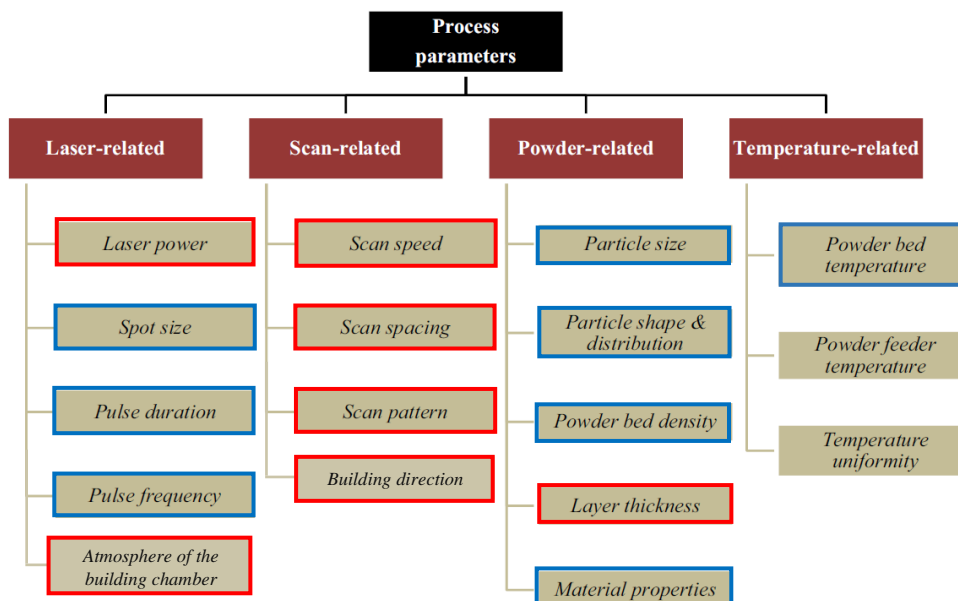 Process
parameters
Laser-related
Scan-related
Powder-related
Temperature-related
Laser power
Spot size
Pulse duration
Pulse frequency
Atmosphere of the
building chamber
Scan speed
Scan spacing
Scan pattern
Building direction
Particle size
Particle shape &
distribution
Powder bed density
Layer thickness
Material properties
Powder bed
temperature
Powder feeder
temperature
Temperature
uniformity